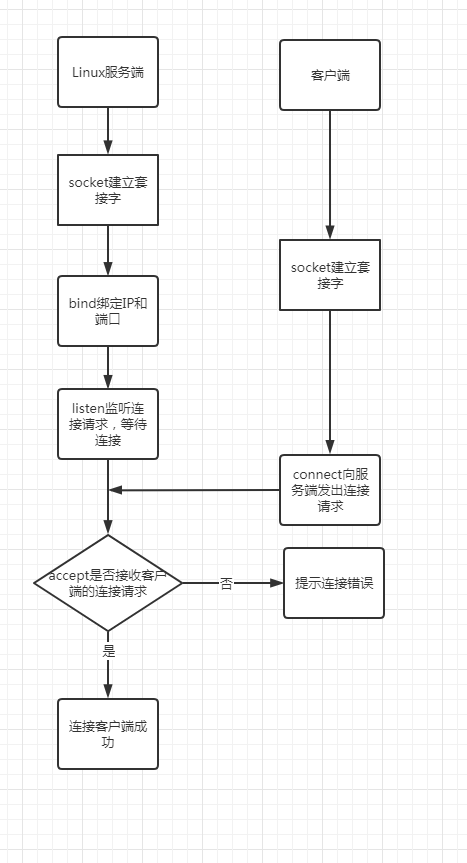 Linux服务端
客户端
socket建立套
接字
socket建立套
接字
bind绑定IP和
端口
listen监听连
接请求，等待
连接
connect向服
务端发出连接
请求
accept是否接收客户
端的连接请求
否
提示连接错误
是
连接客户端成
功